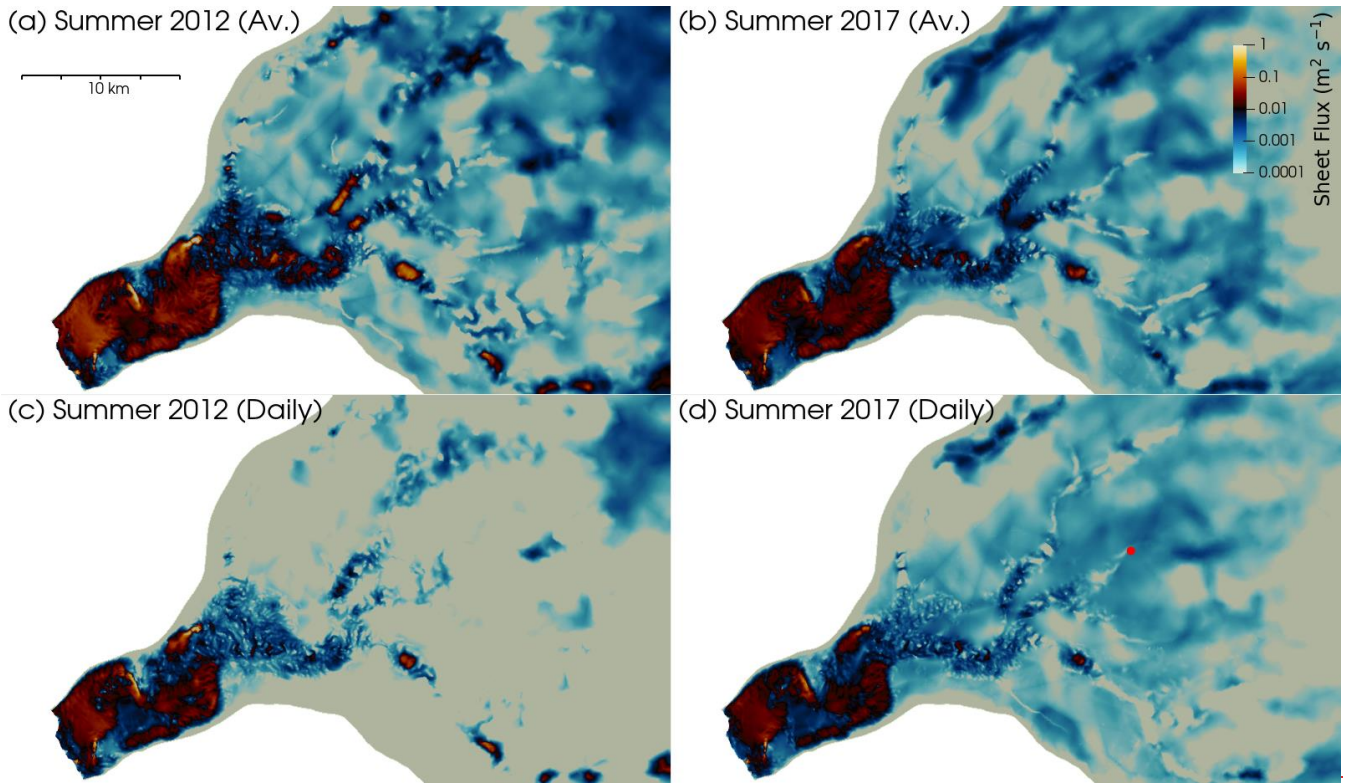 (a) Summer 2012 (Av.)
10 km
(b) Summer 2017 (Av.)
Sheet Flux (m² s⁻¹)
1
0.1
0.01
0.001
0.0001
(c) Summer 2012 (Daily)
(d) Summer 2017 (Daily)